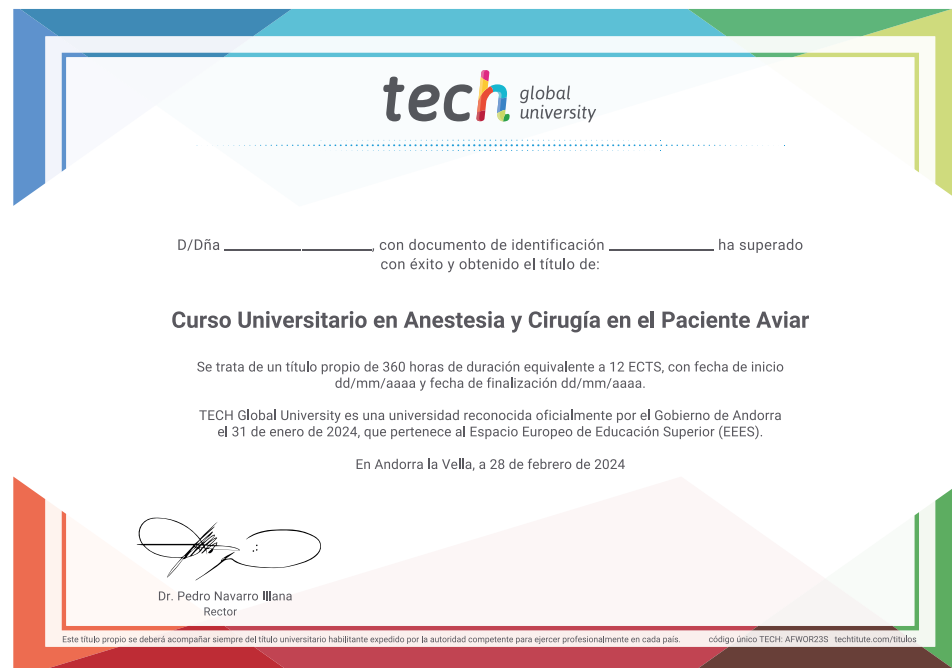 tech global university
D/Dña ____________________, con documento de identificación ______________ ha superado
con éxito y obtenido el título de:
Curso Universitario en Anestesia y Cirugía en el Paciente Aviar
Se trata de un título propio de 360 horas de duración equivalente a 12 ECTS, con fecha de inicio
dd/mm/aaaa y fecha de finalización dd/mm/aaaa.
TECH Global University es una universidad reconocida oficialmente por el Gobierno de Andorra
el 31 de enero de 2024, que pertenece al Espacio Europeo de Educación Superior (EEES).
En Andorra la Vella, a 28 de febrero de 2024
Dr. Pedro Navarro Illana
Rector
Este título propio se deberá acompañar siempre del título universitario habilitante expedido por la autoridad competente para ejercer profesionalmente en cada país. código único TECH: AFWOR23S techtitute.com/titulos